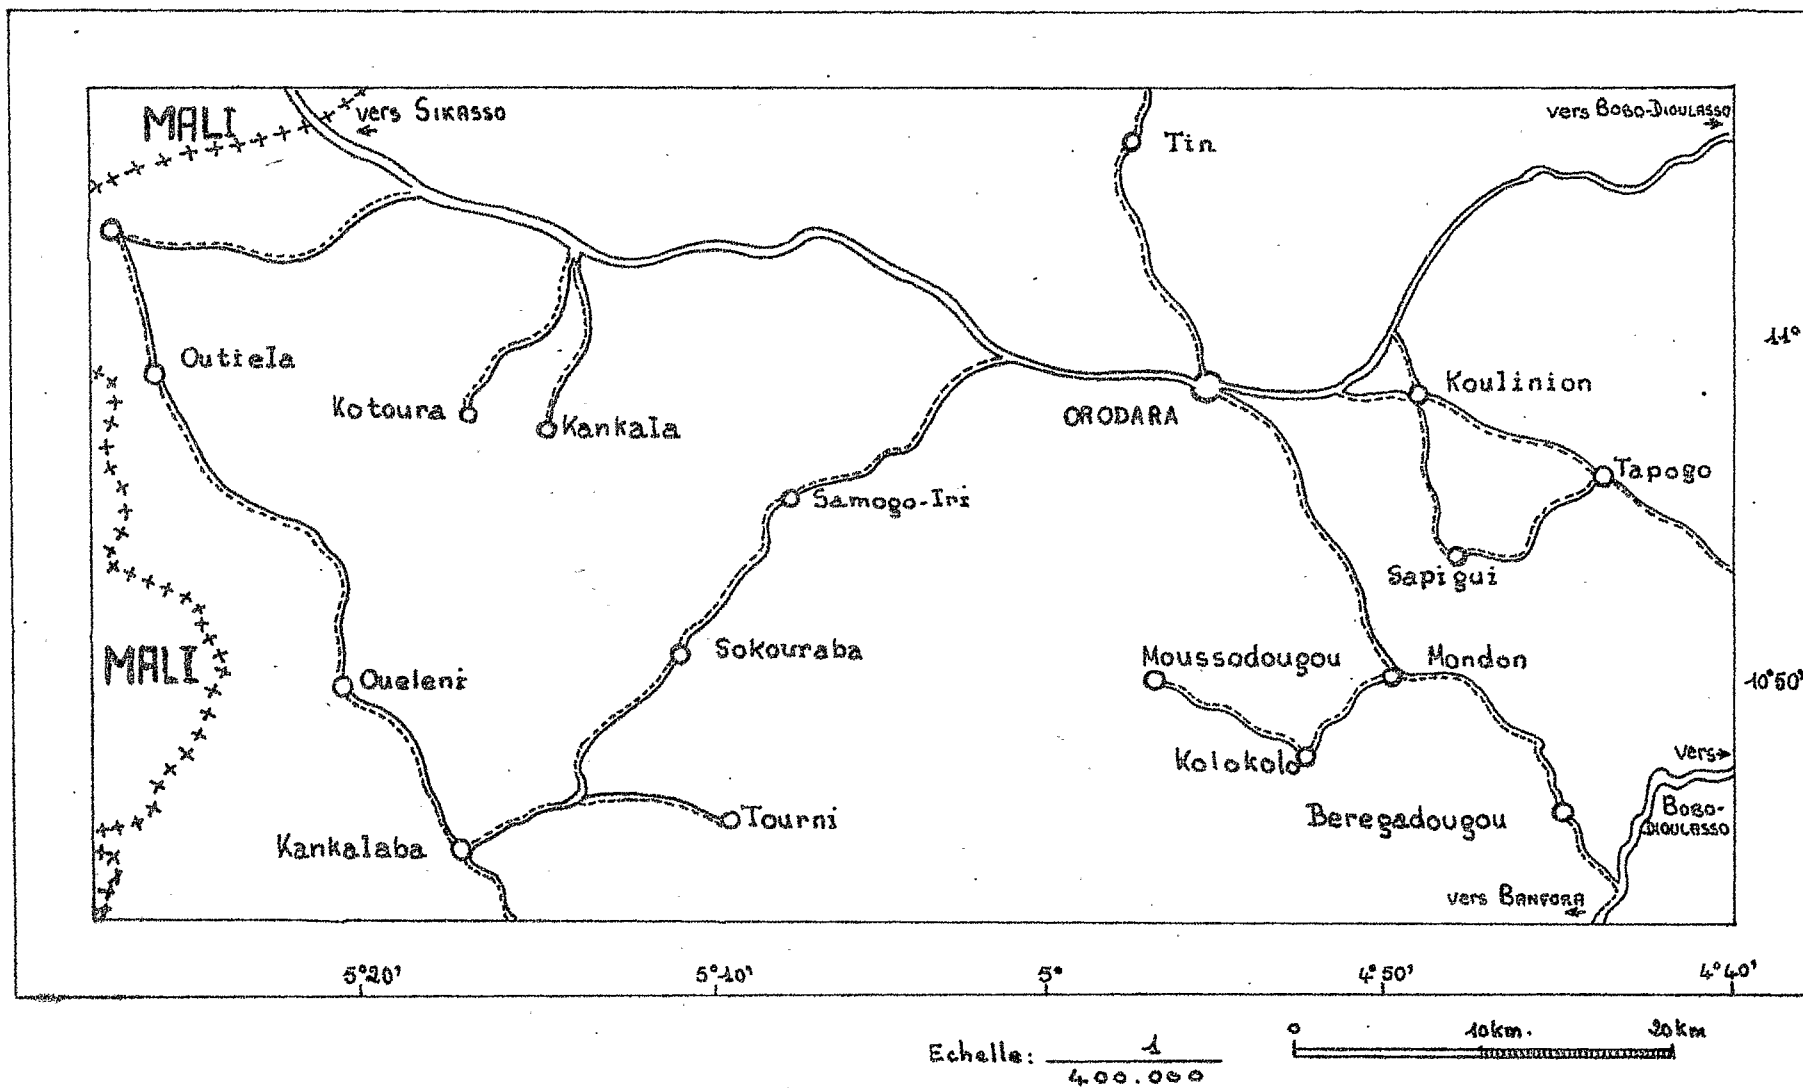 MALI
vers SIKASSO
vers BOBO-DIOULASSO
Tin
11°
Outiela
Koulinion
Kotoura
Kankala
ORODARA
Tapogo
Samogo-Iri
Sapigui
MALI
Sokouraba
Moussodougou
Mondon
Oueleni
10°50'
Kolokolo
vers
BOBO-
DIOULASSO
Tourni
Beregadougou
Kankalaba
vers BANFORA
5°20'
5°10'
5°
4°50'
4°40'
Echelle: 1
400.000
0
10km.
20km